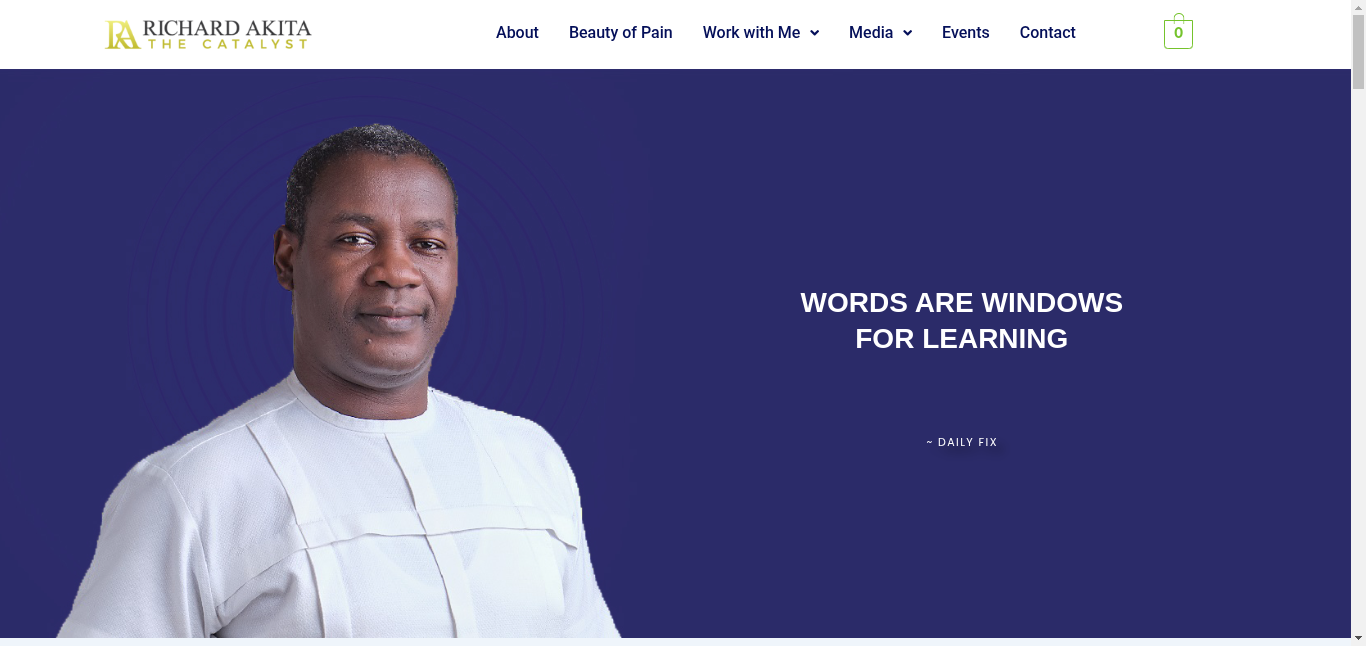 RICHARD AKITA
THE CATALYST
About Beauty of Pain Work with Me Media Events Contact
0
WORDS ARE WINDOWS
FOR LEARNING
~ DAILY FIX